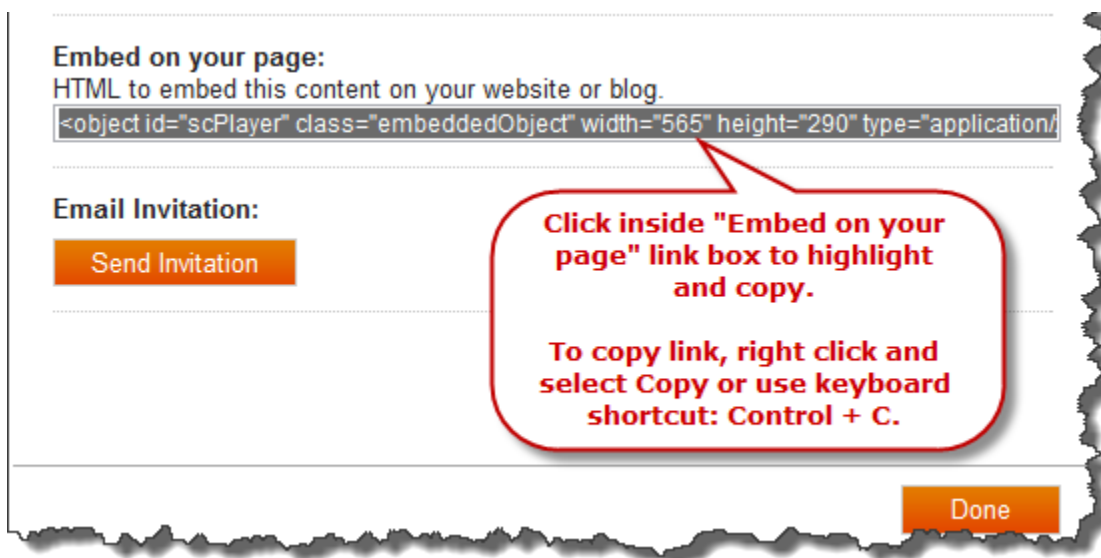 Embed on your page:
HTML to embed this content on your website or blog.
<object id="scPlayer" class="embeddedObject" width="565" height="290" type="application/
Email Invitation:
Send Invitation
Click inside "Embed on your
page" link box to highlight
and copy.
To copy link, right click and
select Copy or use keyboard
shortcut: Control + C.
Done